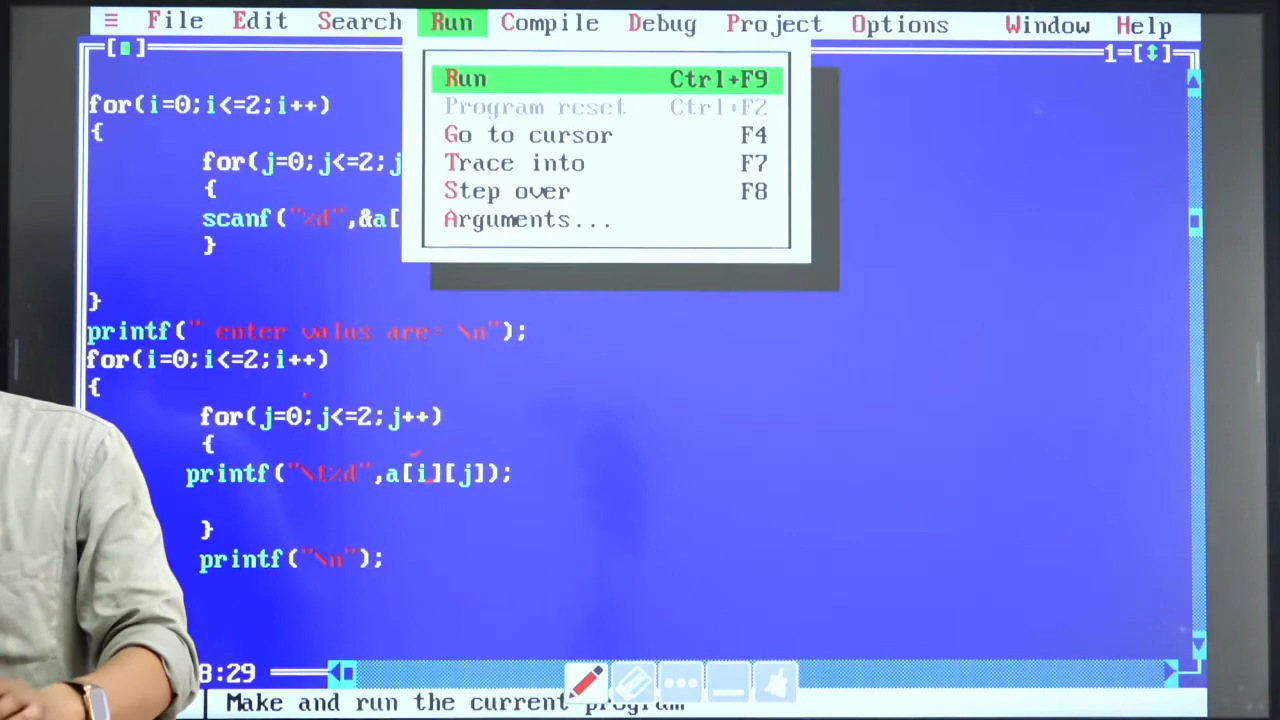 ≡ File Edit Search Run Compile Debug Project Options Window Help
1=[↕]
Run Ctrl+F9
Program reset Ctrl+F2
Go to cursor F4
Trace into F7
Step over F8
Arguments...
for(i=0;i<=2;i++)
{
for(j=0;j<=2;j
{
scanf("%d",&a[
}
}
printf(" enter valus are= \n");
for(i=0;i<=2;i++)
{
for(j=0;j<=2;j++)
{
printf("\t%d",a[i][j]);
}
printf("\n");
8:29
Make and run the current program